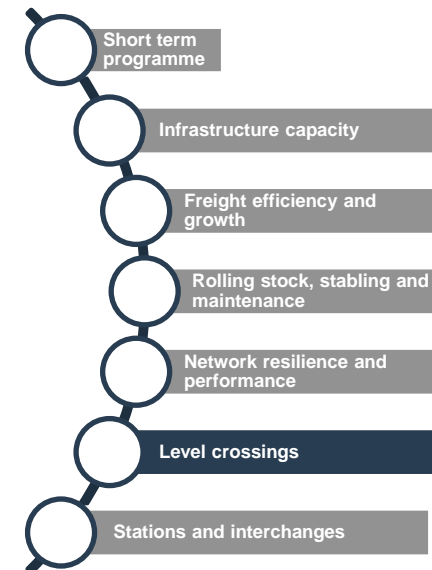 Short term
programme
Infrastructure capacity
Freight efficiency and
growth
Rolling stock, stabling and
maintenance
Network resilience and
performance
Level crossings
Stations and interchanges